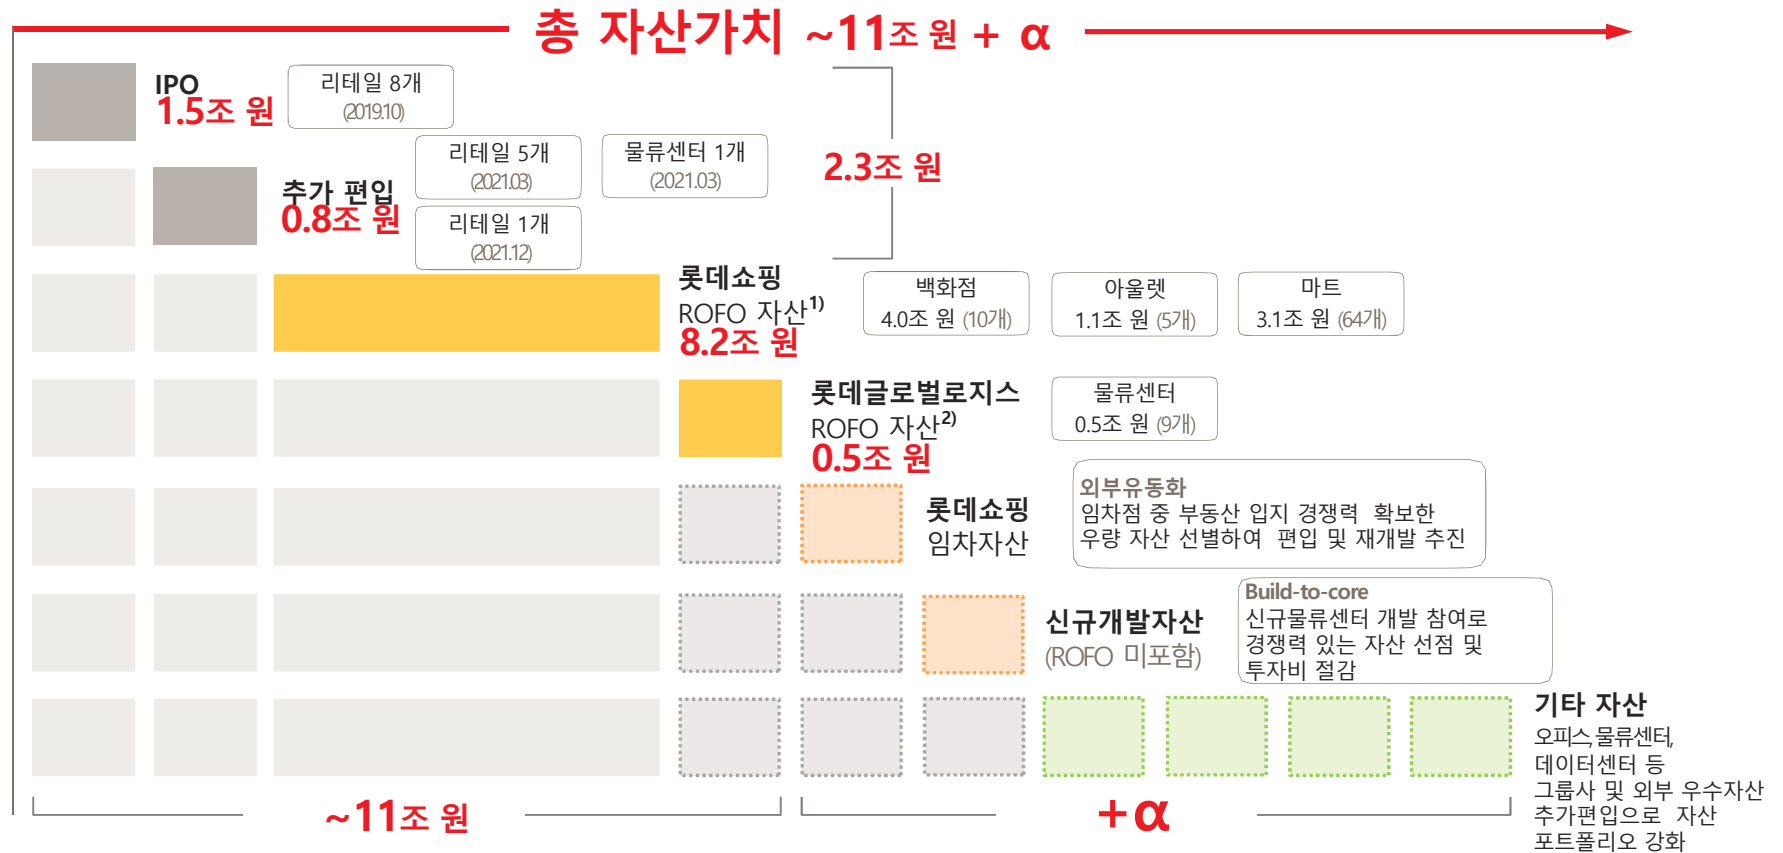 총 자산가치 ~11조 원 + α
IPO
1.5조 원
리테일 8개
(2019.10)
추가 편입
0.8조 원
리테일 5개
(2021.03)
물류센터 1개
(2021.03)
리테일 1개
(2021.12)
2.3조 원
롯데쇼핑
ROFO 자산1)
8.2조 원
백화점
4.0조 원 (10개)
아울렛
1.1조 원 (5개)
마트
3.1조 원 (64개)
롯데글로벌로지스
ROFO 자산2)
0.5조 원
물류센터
0.5조 원 (9개)
롯데쇼핑
임차자산
외부유동화
임차점 중 부동산 입지 경쟁력 확보한
우량 자산 선별하여 편입 및 재개발 추진
신규개발자산
(ROFO 미포함)
Build-to-core
신규물류센터 개발 참여로
경쟁력 있는 자산 선점 및
투자비 절감
기타 자산
오피스,물류센터,
데이터센터 등
그룹사 및 외부 우수자산
추가편입으로 자산
포트폴리오 강화
~11조 원
+α